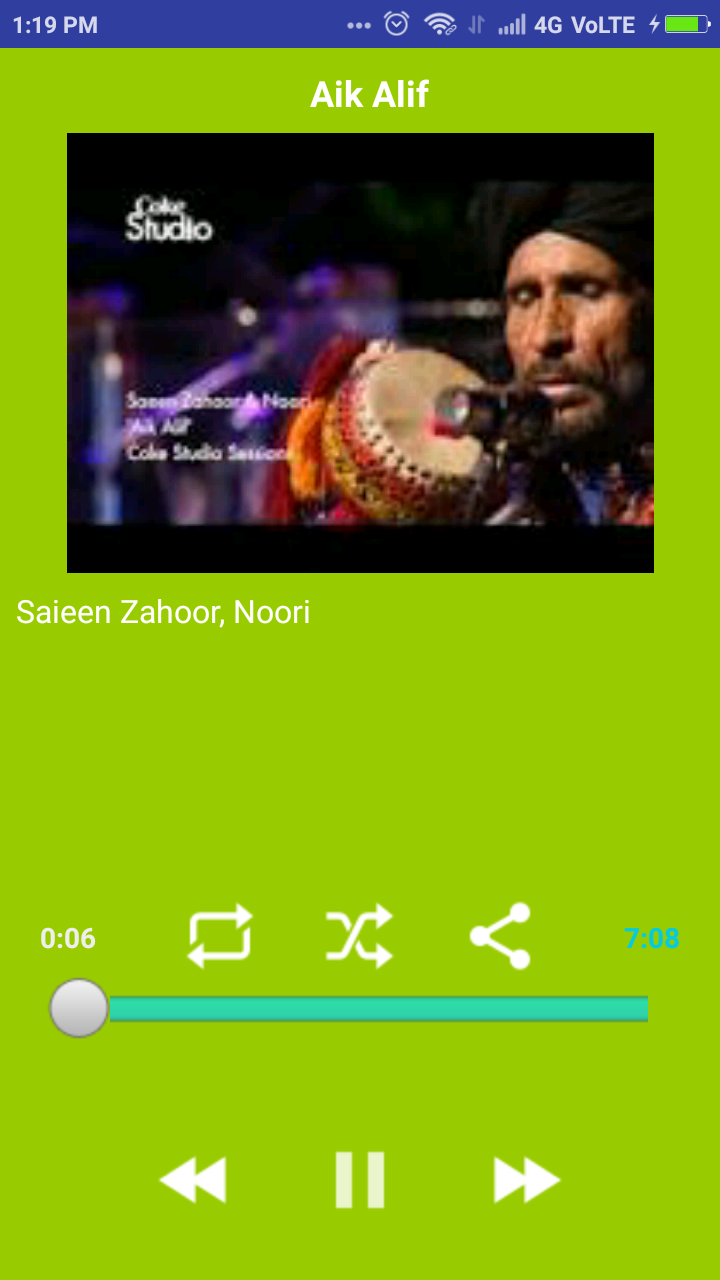 1:19 PM
4G VoLTE
Aik Alif
Coke
Studio
Saeen Zahoor & Noori
'Aik Alif'
Coke Studio Sessions
Saieen Zahoor, Noori
0:06
7:08